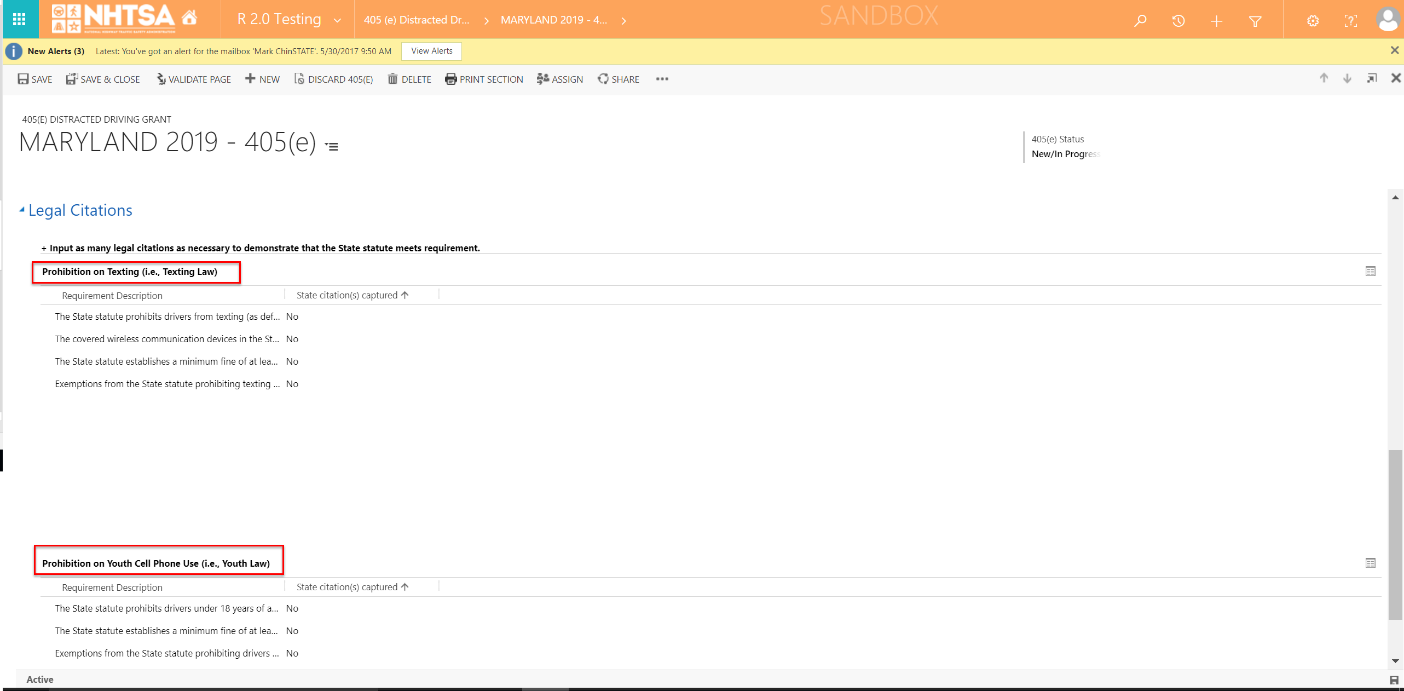 NHTSA R 2.0 Testing 405 (e) Distracted Dr... MARYLAND 2019 - 4... SANDBOX
New Alerts (3) Latest: You've got an alert for the mailbox 'Mark ChinSTATE'. 5/30/2017 9:50 AM View Alerts
SAVE SAVE & CLOSE VALIDATE PAGE NEW DISCARD 405(E) DELETE PRINT SECTION ASSIGN SHARE •••
405(E) DISTRACTED DRIVING GRANT
MARYLAND 2019 - 405(e)
405(e) Status
New/In Progress
Legal Citations
+ Input as many legal citations as necessary to demonstrate that the State statute meets requirement.
Prohibition on Texting (i.e., Texting Law)
Requirement Description State citation(s) captured ↑
The State statute prohibits drivers from texting (as def... No
The covered wireless communication devices in the St... No
The State statute establishes a minimum fine of at lea... No
Exemptions from the State statute prohibiting texting ... No
Prohibition on Youth Cell Phone Use (i.e., Youth Law)
Requirement Description State citation(s) captured ↑
The State statute prohibits drivers under 18 years of a... No
The State statute establishes a minimum fine of at lea... No
Exemptions from the State statute prohibiting drivers ... No
Active